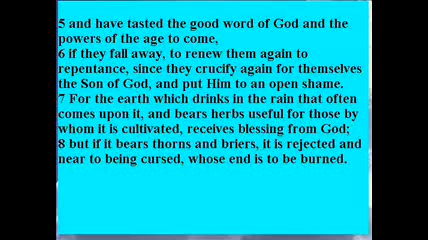 5 and have tasted the good word of God and the
powers of the age to come,
6 if they fall away, to renew them again to
repentance, since they crucify again for themselves
the Son of God, and put Him to an open shame.
7 For the earth which drinks in the rain that often
comes upon it, and bears herbs useful for those by
whom it is cultivated, receives blessing from God;
8 but if it bears thorns and briers, it is rejected and
near to being cursed, whose end is to be burned.